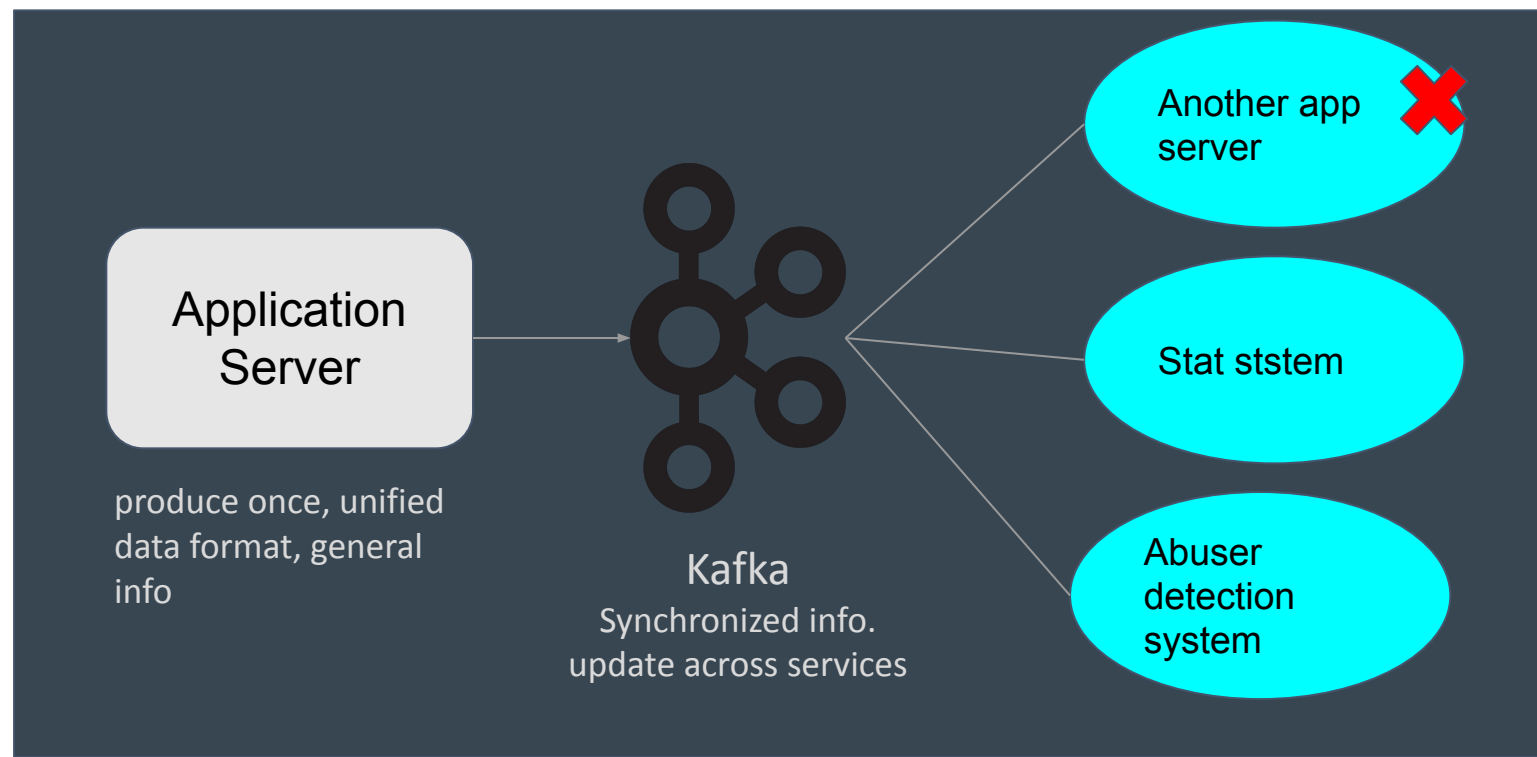 Application
Server
produce once, unified
data format, general
info
Kafka
Synchronized info.
update across services
Another app
server
Stat ststem
Abuser
detection
system